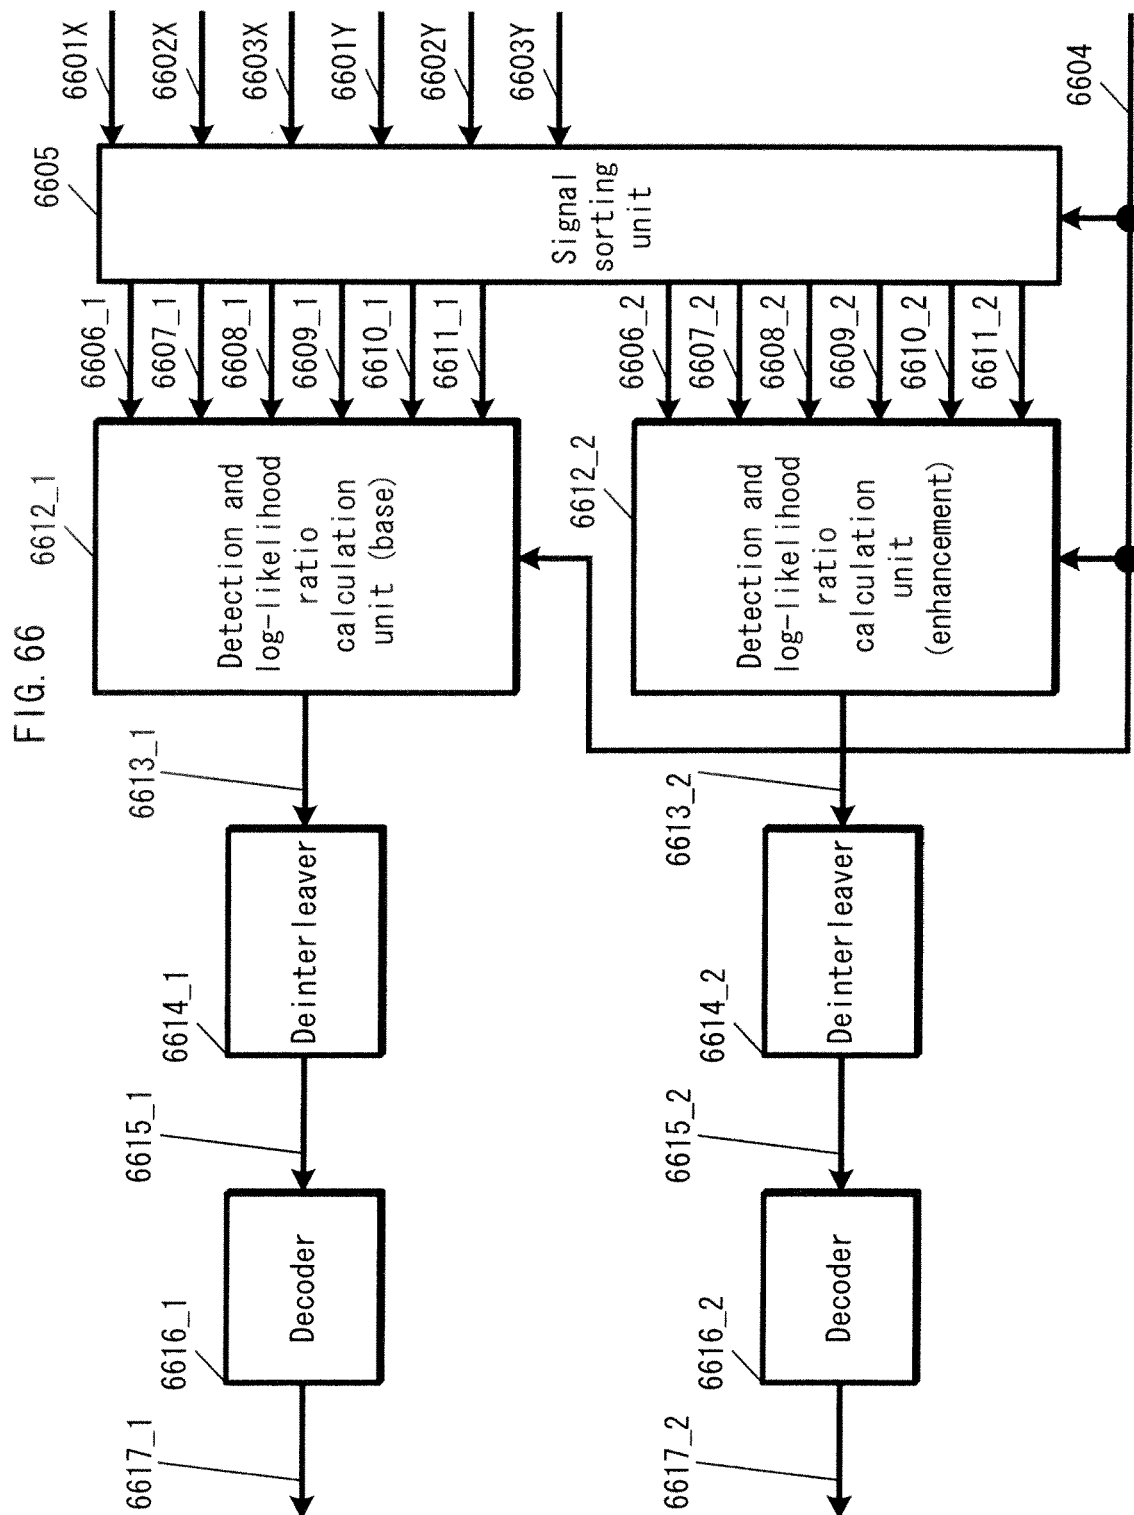 FIG. 66
6601X
6602X
6603X
6601Y
6602Y
6603Y
6604
6605
Signal
sorting
unit
6606_1
6607_1
6608_1
6609_1
6610_1
6611_1
6606_2
6607_2
6608_2
6609_2
6610_2
6611_2
6612_1
Detection and
log-likelihood
ratio
calculation
unit (base)
6612_2
Detection and
log-likelihood
ratio
calculation
unit
(enhancement)
6613_1
6613_2
6614_1
Deinterleaver
6614_2
Deinterleaver
6615_1
6615_2
6616_1
Decoder
6616_2
Decoder
6617_1
6617_2